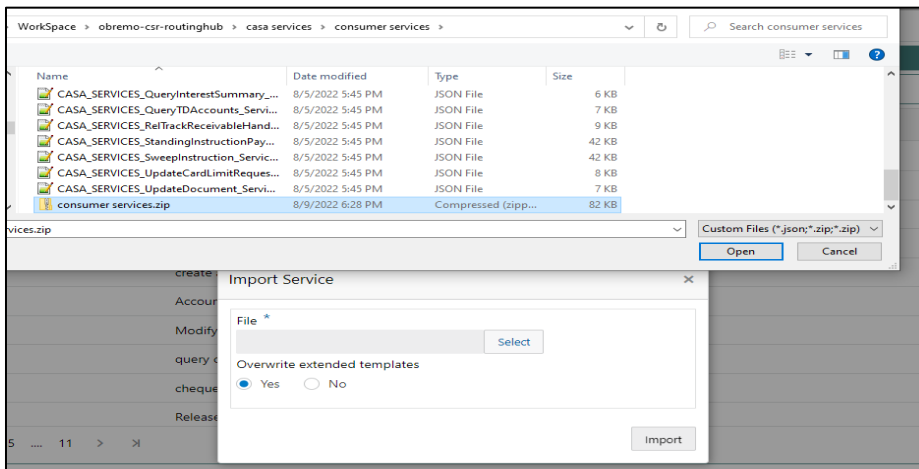 WorkSpace > obremo-csr-routinghub > casa services > consumer services >
Search consumer services
Name Date modified Type Size
CASA_SERVICES_QueryInterestSummary_... 8/5/2022 5:45 PM JSON File 6 KB
CASA_SERVICES_QueryTDAccounts_Servi... 8/5/2022 5:45 PM JSON File 7 KB
CASA_SERVICES_RelTrackReceivableHand... 8/5/2022 5:45 PM JSON File 9 KB
CASA_SERVICES_StandingInstructionPay... 8/5/2022 5:45 PM JSON File 42 KB
CASA_SERVICES_SweepInstruction_Servic... 8/5/2022 5:45 PM JSON File 42 KB
CASA_SERVICES_UpdateCardLimitReques... 8/5/2022 5:45 PM JSON File 8 KB
CASA_SERVICES_UpdateDocument_Servi... 8/5/2022 5:45 PM JSON File 7 KB
consumer services.zip 8/9/2022 6:28 PM Compressed (zipp... 82 KB
vices.zip Custom Files (*.json;*.zip;*.zip)
Open Cancel
create
Import Service
Accour
File *
Modify
Select
query c
Overwrite extended templates
Yes No
cheque
Release
5 .... 11
Import